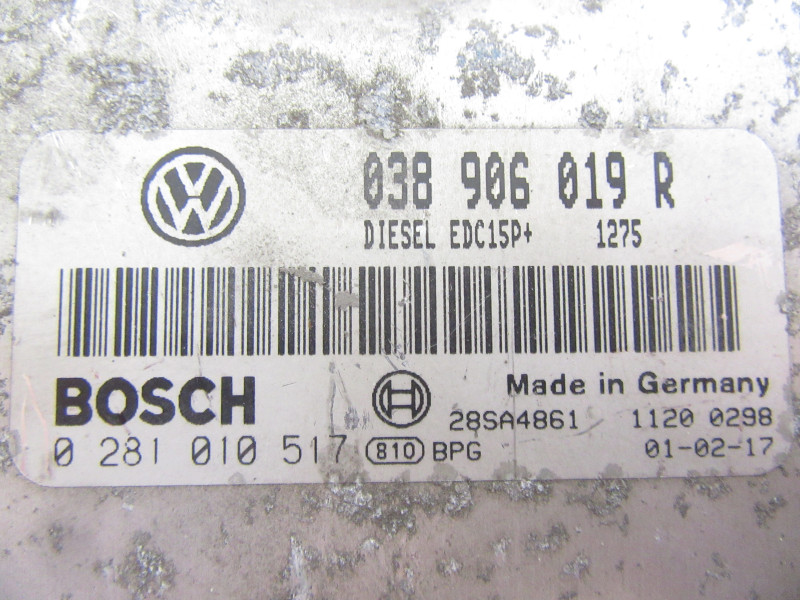 038 906 019 R
DIESEL EDC15P+ 1275
BOSCH
Made in Germany
28SA4861 1120 0298
0 281 010 517 810 BPG 01-02-17